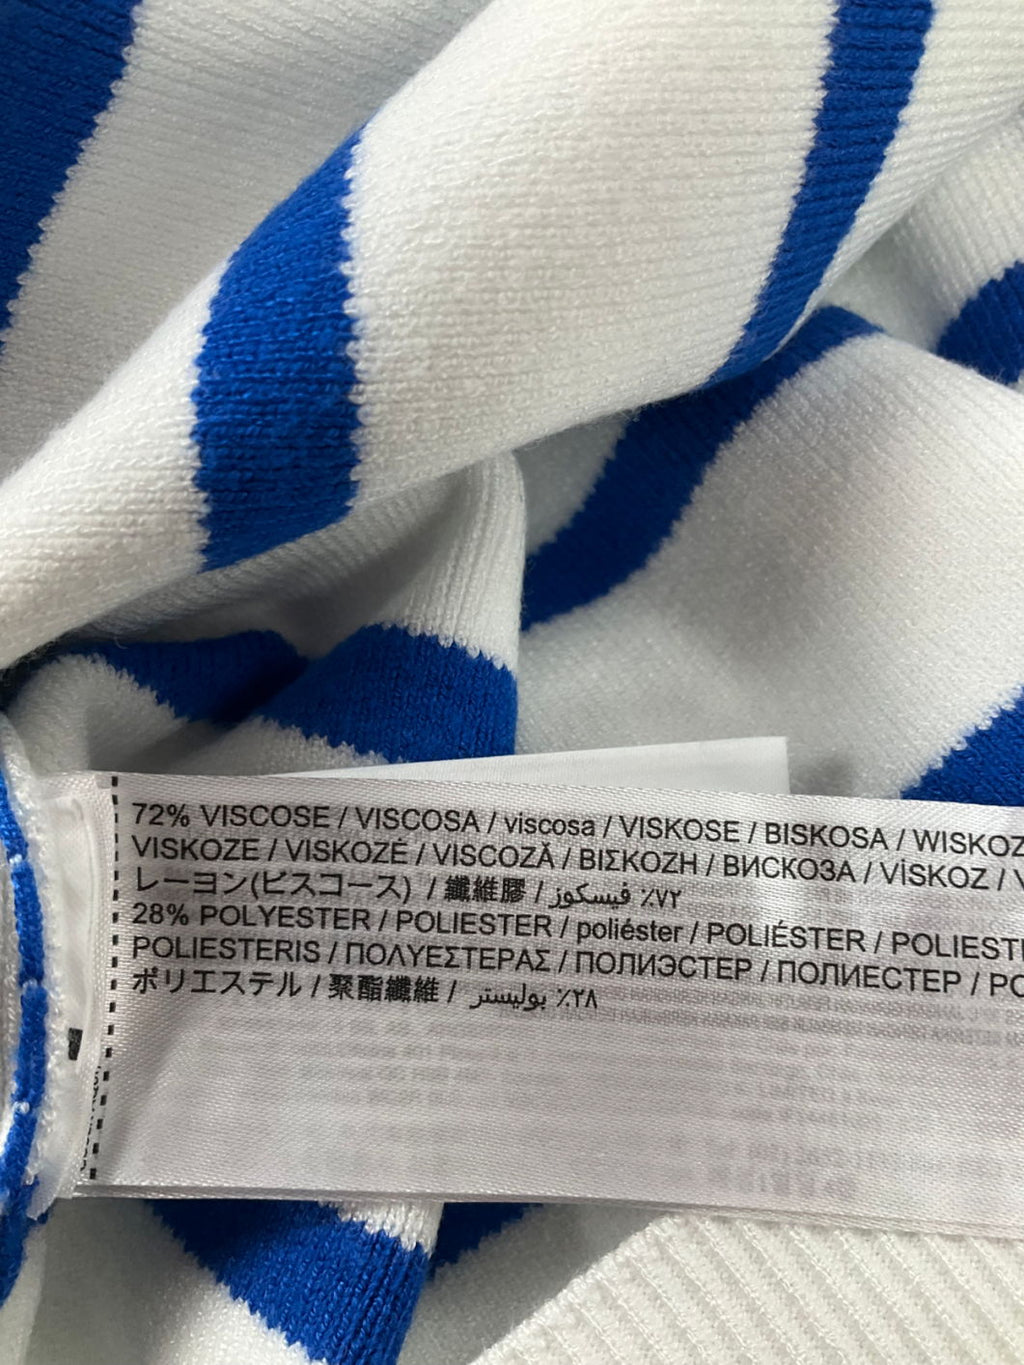 72% VISCOSE / VISCOSA / viscosa / VISKOSE / BISKOSA / WISKOZ
VISKOZE / VISKOZĖ / VISCOZĂ / ΒΙΣΚΟΖΗ / ВИСКОЗА / VİSKOZ /
レーヨン(ビスコース) / 纖維膠 / فيسكوز ٪٧٢
28% POLYESTER / POLIESTER / poliéster / POLIÉSTER / POLIEST
POLIESTERIS / ΠΟΛΥΕΣΤΕΡΑΣ / ПОЛИЭСТЕР / ПОЛИЕСТЕР / PO
ポリエステル / 聚酯纖維 / بوليستر ٪٢٨